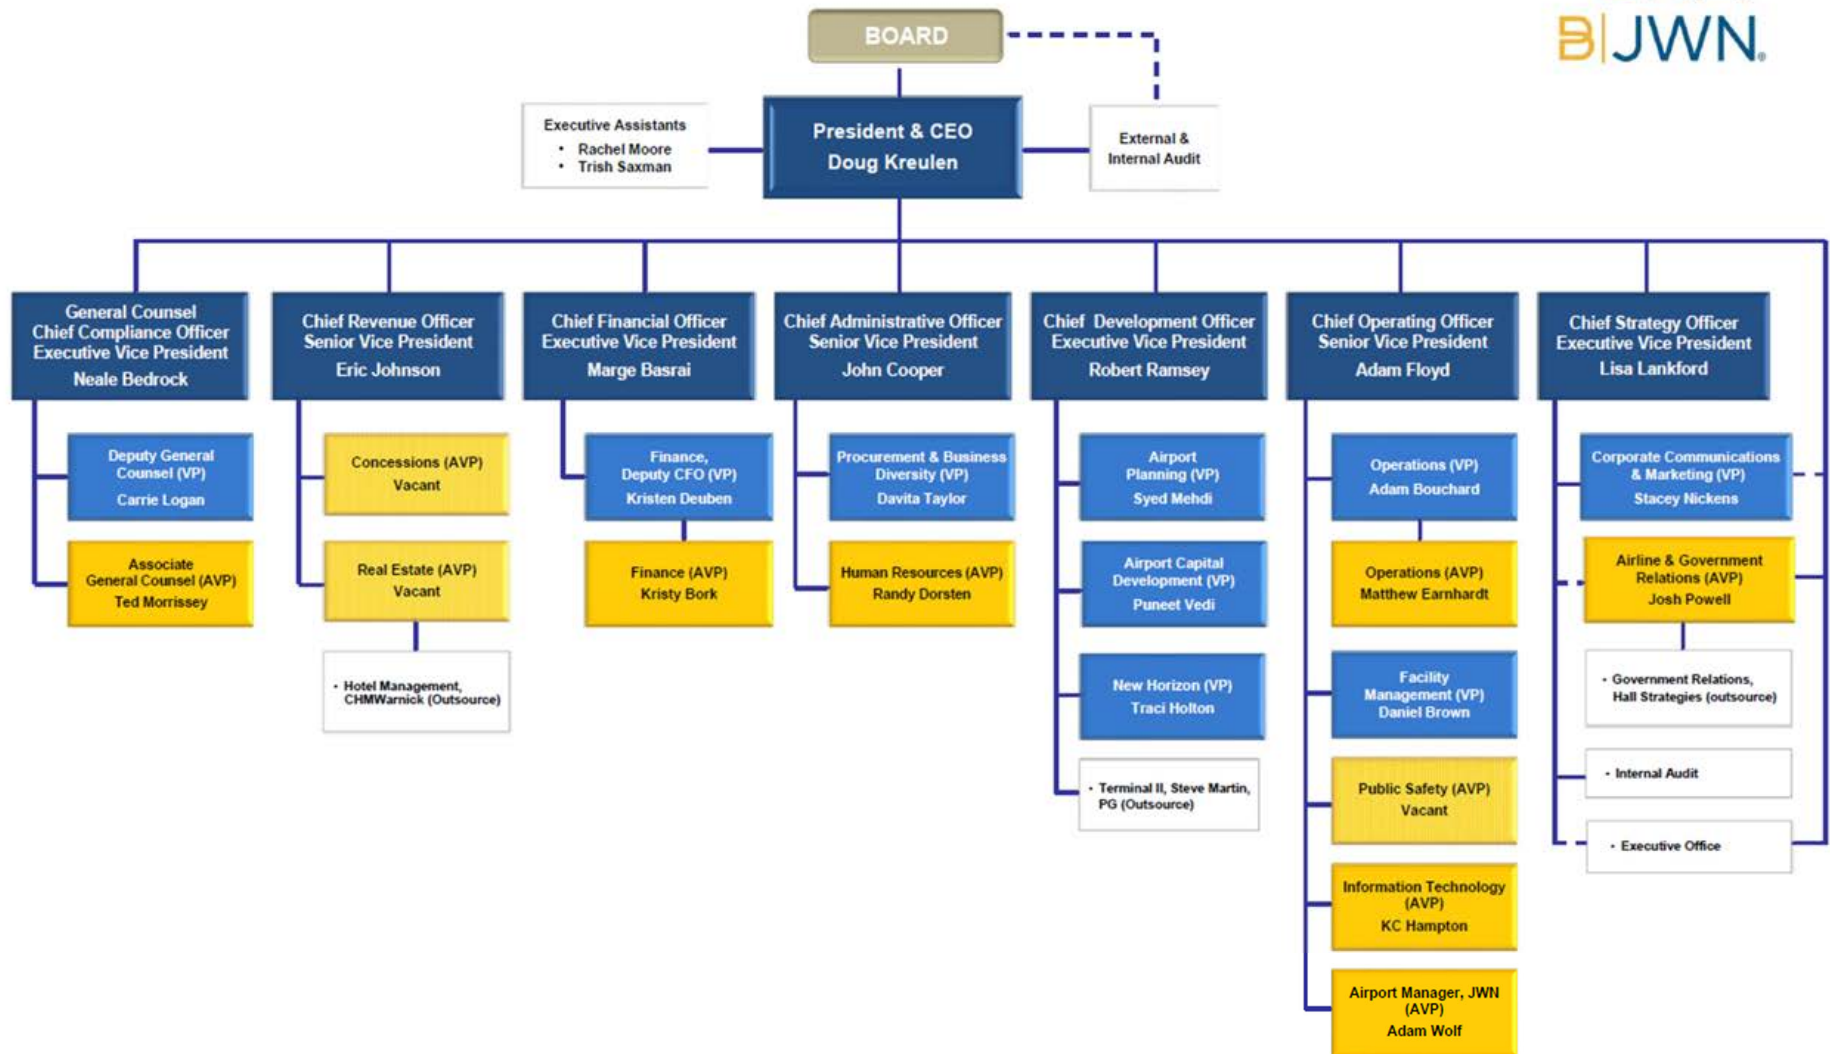 BOARD
B|JWN®
Executive Assistants
• Rachel Moore
• Trish Saxman
President & CEO
Doug Kreulen
External &
Internal Audit
General Counsel
Chief Compliance Officer
Executive Vice President
Neale Bedrock
Chief Revenue Officer
Senior Vice President
Eric Johnson
Chief Financial Officer
Executive Vice President
Marge Basrai
Chief Administrative Officer
Senior Vice President
John Cooper
Chief Development Officer
Executive Vice President
Robert Ramsey
Chief Operating Officer
Senior Vice President
Adam Floyd
Chief Strategy Officer
Executive Vice President
Lisa Lankford
Deputy General
Counsel (VP)
Carrie Logan
Associate
General Counsel (AVP)
Ted Morrissey
Concessions (AVP)
Vacant
Real Estate (AVP)
Vacant
• Hotel Management,
CHMWarnick (Outsource)
Finance,
Deputy CFO (VP)
Kristen Deuben
Finance (AVP)
Kristy Bork
Procurement & Business
Diversity (VP)
Davita Taylor
Human Resources (AVP)
Randy Dorsten
Airport
Planning (VP)
Syed Mehdi
Airport Capital
Development (VP)
Puneet Vedi
New Horizon (VP)
Traci Holton
• Terminal II, Steve Martin,
PG (Outsource)
Operations (VP)
Adam Bouchard
Operations (AVP)
Matthew Earnhardt
Facility
Management (VP)
Daniel Brown
Public Safety (AVP)
Vacant
Information Technology
(AVP)
KC Hampton
Airport Manager, JWN
(AVP)
Adam Wolf
Corporate Communications
& Marketing (VP)
Stacey Nickens
Airline & Government
Relations (AVP)
Josh Powell
• Government Relations,
Hall Strategies (outsource)
• Internal Audit
• Executive Office